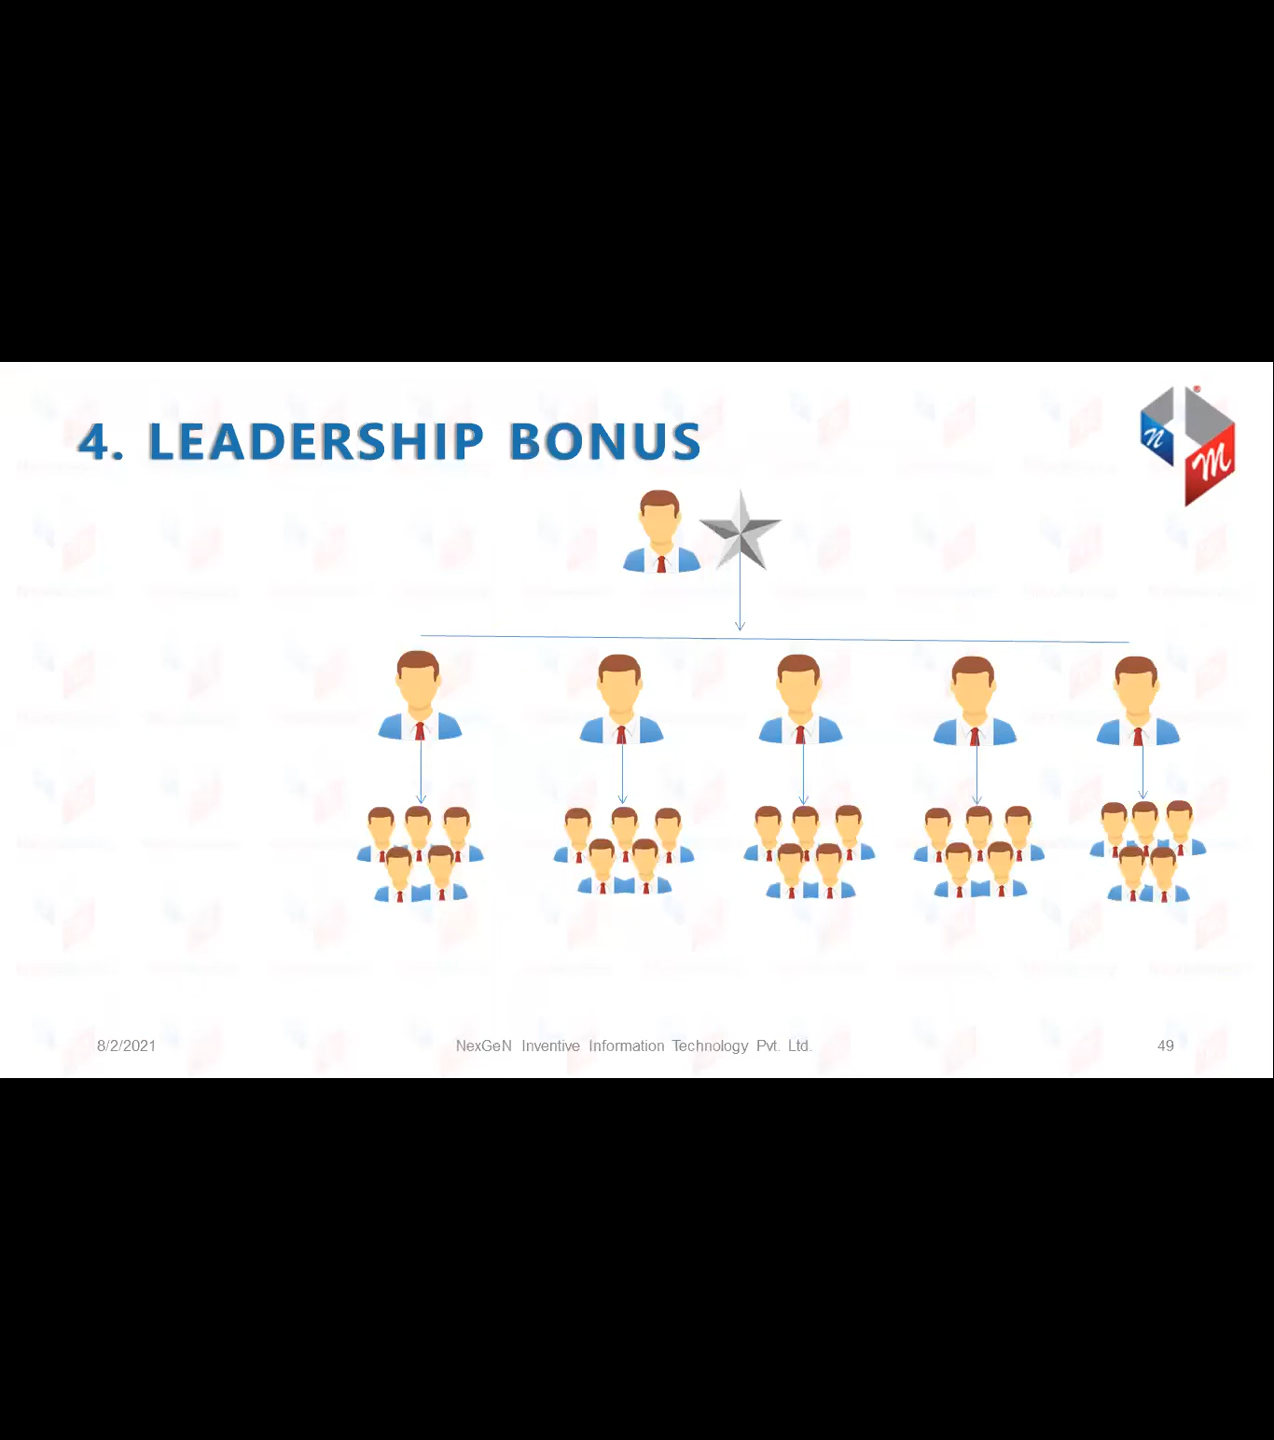 4. LEADERSHIP BONUS
n
m
8/2/2021
NexGeN Inventive Information Technology Pvt. Ltd.
49